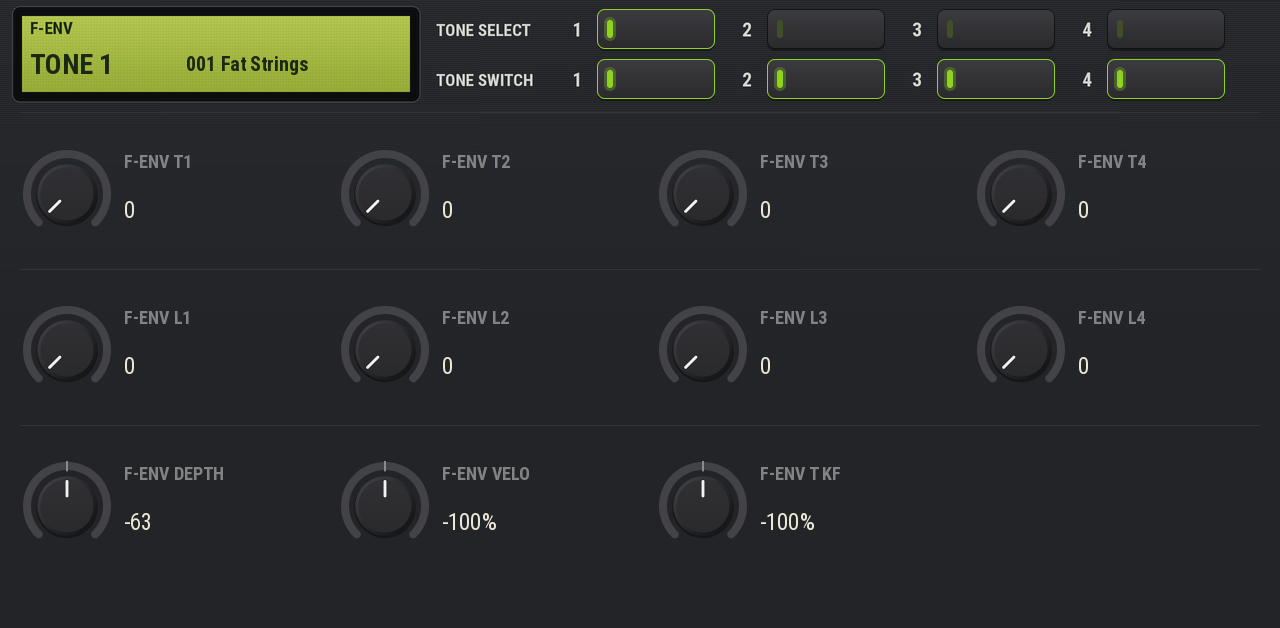 F-ENV
TONE 1 001 Fat Strings
TONE SELECT 1 2 3 4
TONE SWITCH 1 2 3 4
F-ENV T1 F-ENV T2 F-ENV T3 F-ENV T4
0 0 0 0
F-ENV L1 F-ENV L2 F-ENV L3 F-ENV L4
0 0 0 0
F-ENV DEPTH F-ENV VELO F-ENV T KF
-63 -100% -100%